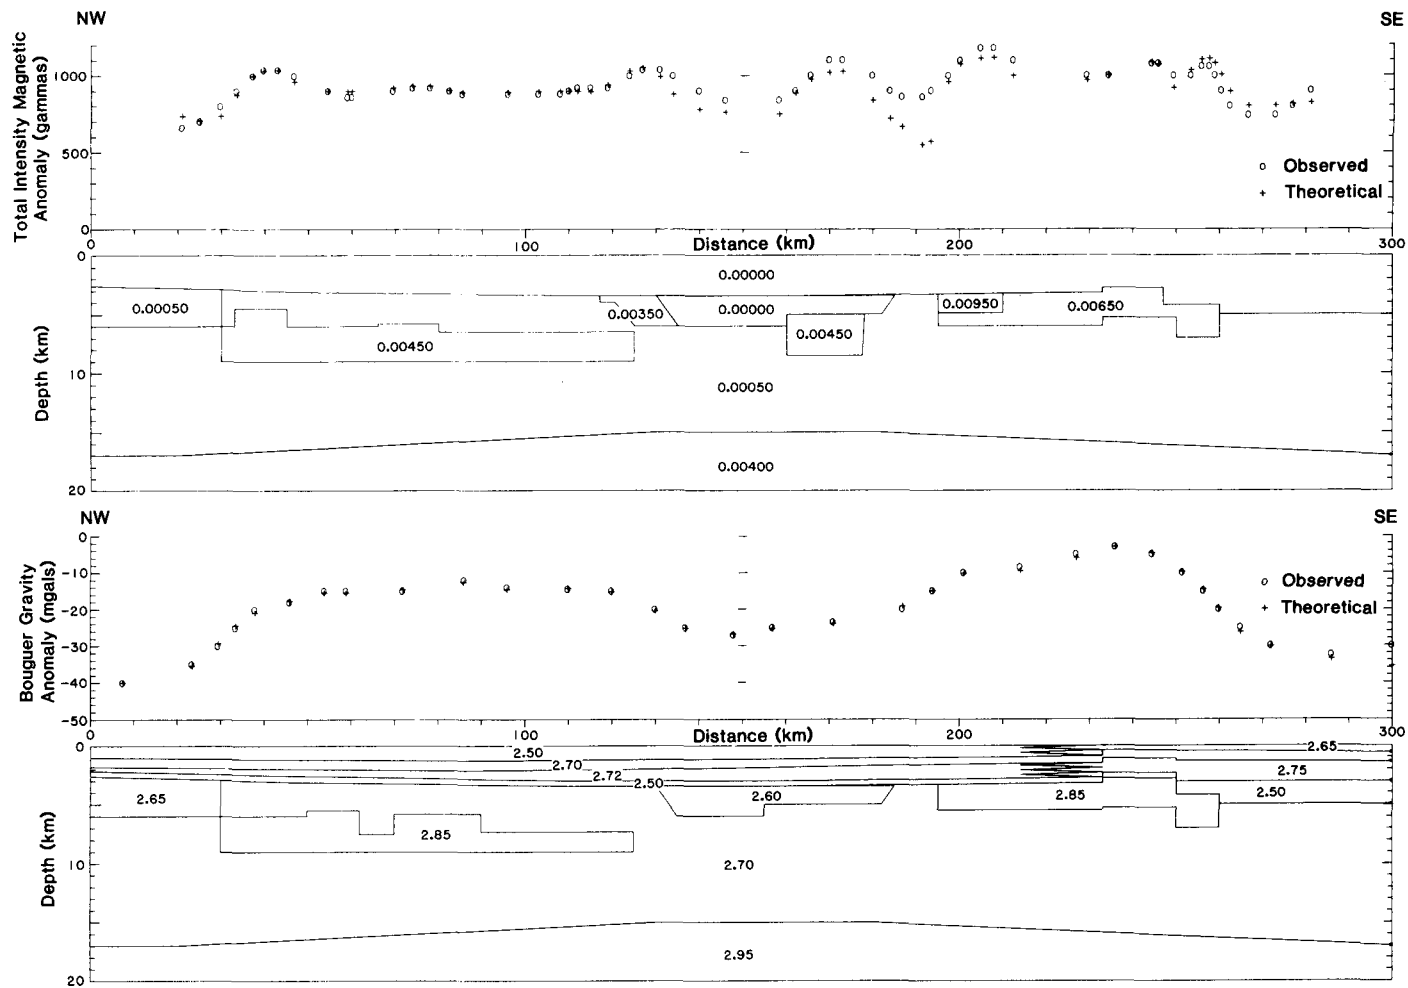 NW
SE
Total Intensity Magnetic
Anomaly (gammas)
1000
500
0
o Observed
+ Theoretical
0
100
Distance (km)
200
300
Depth (km)
0
10
20
0.00000
0.00050
0.00350
0.00000
0.00950
0.00650
0.00450
0.00450
0.00050
0.00400
NW
SE
Bouguer Gravity
Anomaly (mgals)
0
-10
-20
-30
-40
-50
o Observed
+ Theoretical
0
100
Distance (km)
200
300
Depth (km)
0
10
20
2.50
2.65
2.70
2.72
2.75
2.50
2.65
2.60
2.85
2.50
2.85
2.70
2.95